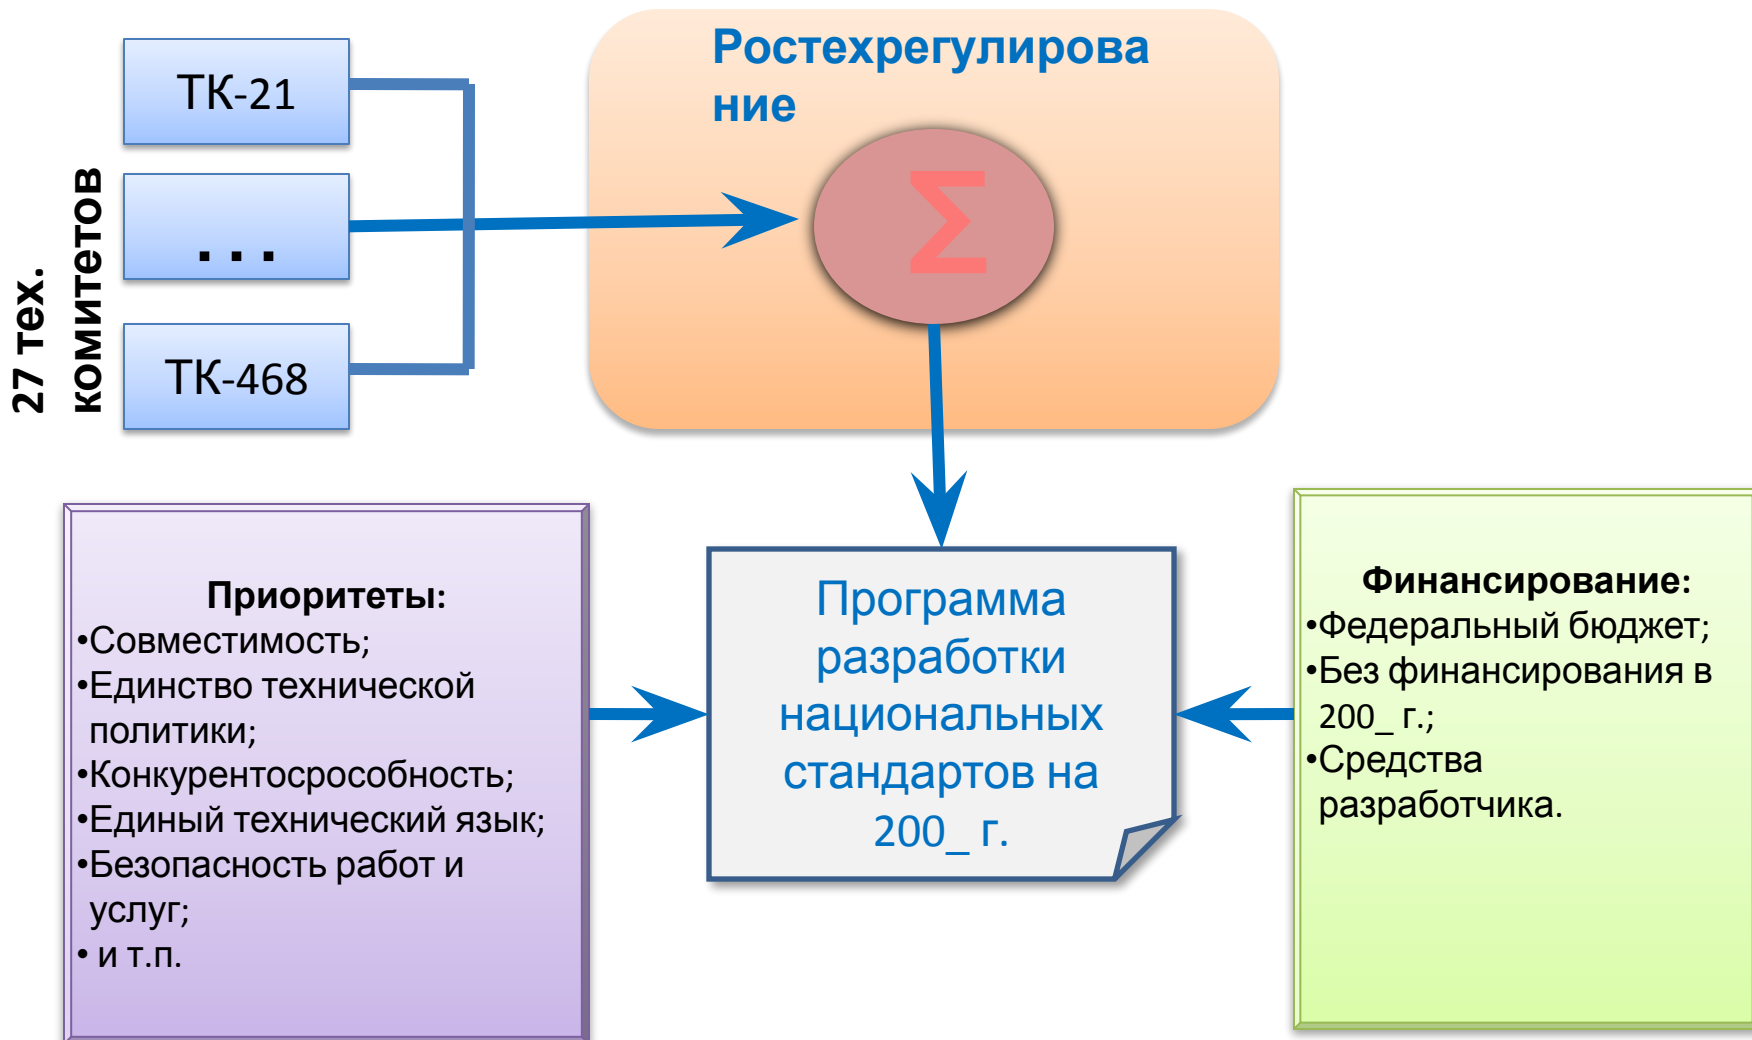 27 тех.
комитетов
ТК-21
. . .
ТК-468
Ростехрегулирова
ние
Σ
Приоритеты:
•Совместимость;
•Единство технической
политики;
•Конкурентосрособность;
•Единый технический язык;
•Безопасность работ и
услуг;
• и т.п.
Программа
разработки
национальных
стандартов на
200_ г.
Финансирование:
•Федеральный бюджет;
•Без финансирования в
200_ г.;
•Средства
разработчика.